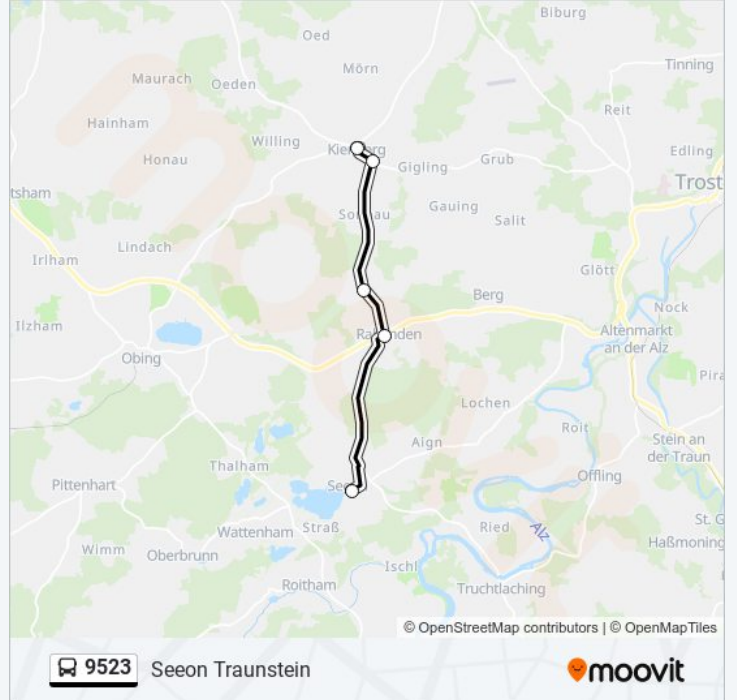 Biburg
Oed
Mörn
Tinning
Maurach
Oeden
Reit
Hainham
Willing
Edling
Honau
Gigling
Grub
Trost
tsham
Gauing
Salit
Lindach
Irlham
Glött
Berg
Nock
Ilzham
Altenmarkt
an der Alz
Obing
Lochen
Roit
Stein an
der Traun
Aign
Thalham
Offling
Pittenhart
St. G
Straß
Ried
Alz
Wattenham
Haßmoning
Wimm
Oberbrunn
Ischl
Roitham
Truchtlaching
© OpenStreetMap contributors | © OpenMapTiles
9523 Seeon Traunstein
moovit